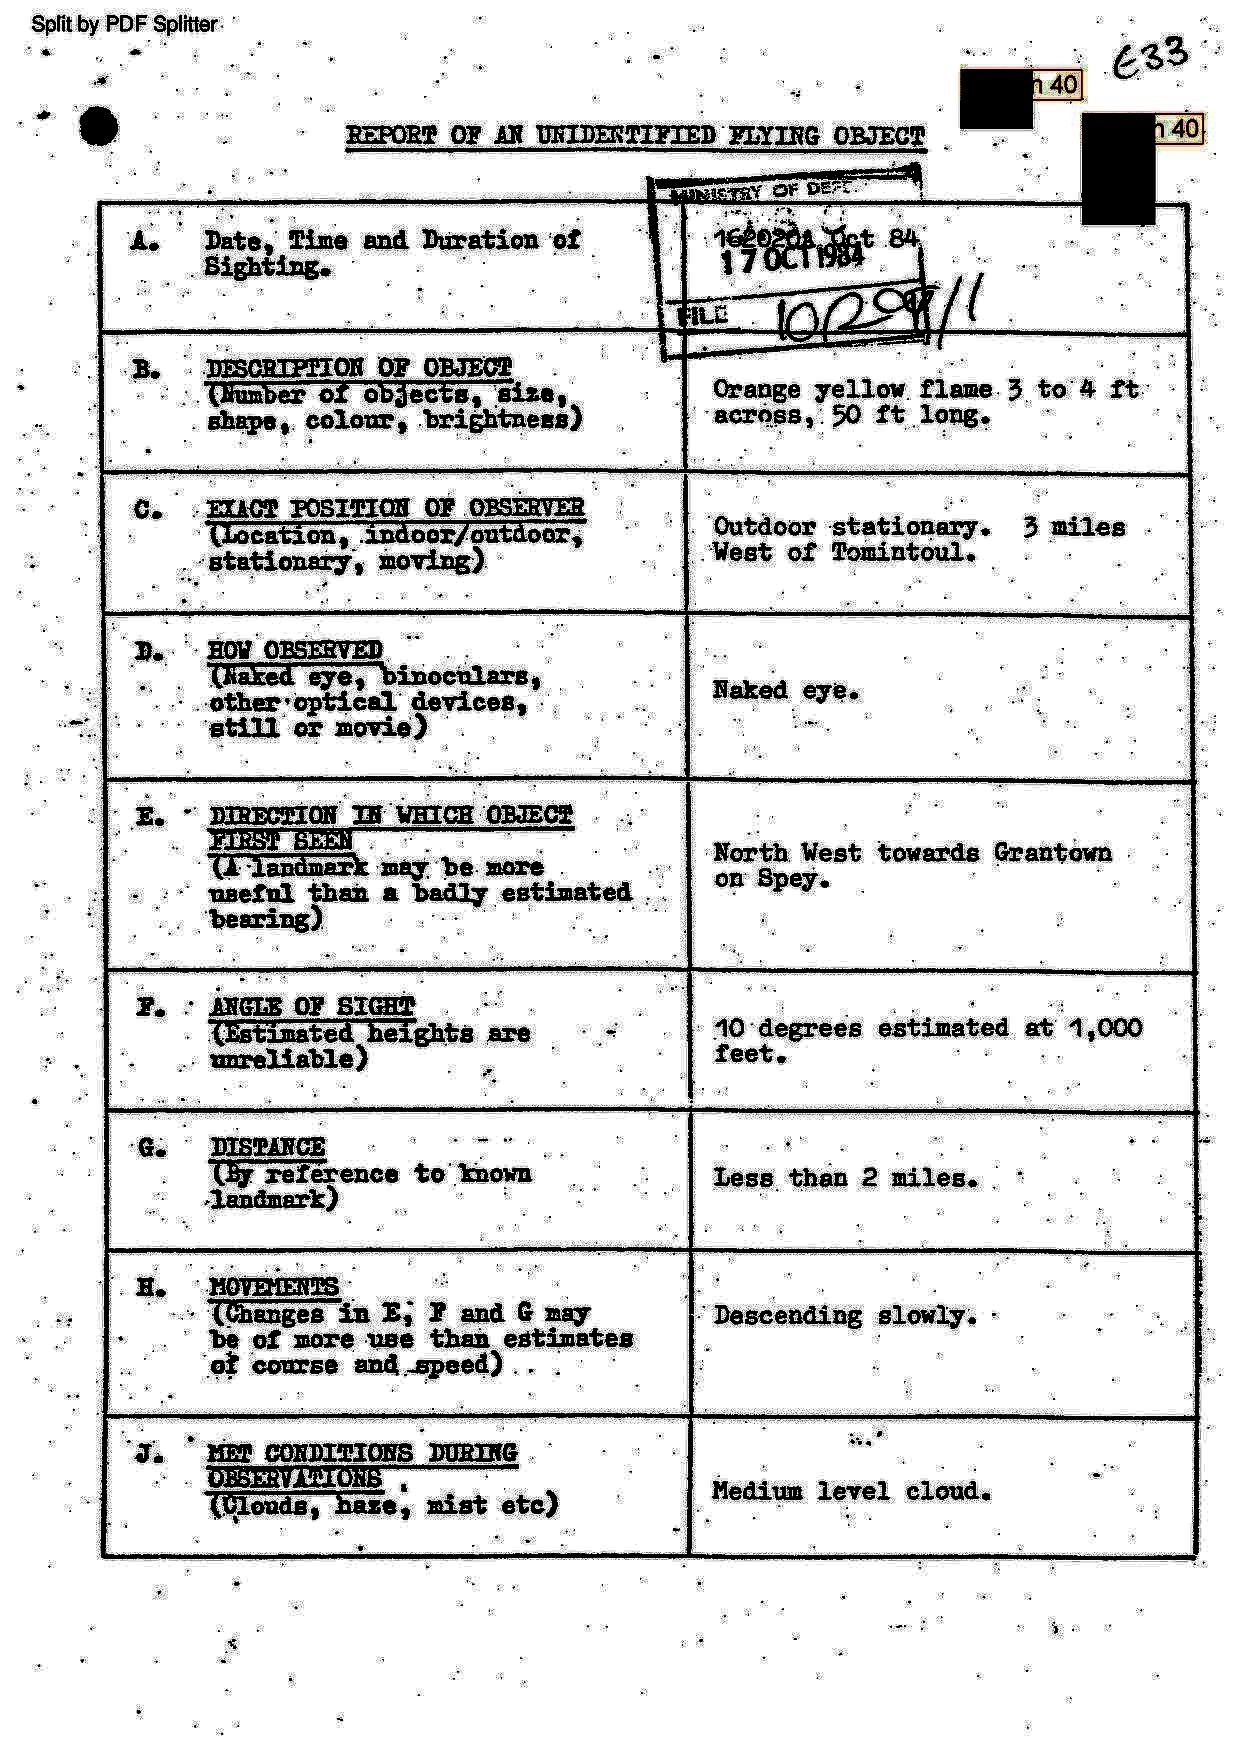 Split by PDF Splitter
E33
n 40
n 40
REPORT OF AN UNIDENTIFIED FLYING OBJECT
MINISTRY OF
A. Date, Time and Duration of
Sighting.
162020A Oct 84
17 OCT 1984
FILE
B. DESCRIPTION OF OBJECT
(Number of objects, size,
shape, colour, brightness)
Orange yellow flame 3 to 4 ft
across, 50 ft long.
C. EXACT POSITION OF OBSERVER
(Location, indoor/outdoor,
stationary, moving)
Outdoor stationary. 3 miles
West of Tomintoul.
D. HOW OBSERVED
(Naked eye, binoculars,
other optical devices,
still or movie)
Naked eye.
E. DIRECTION IN WHICH OBJECT
FIRST SEEN
(A landmark may be more
useful than a badly estimated
bearing)
North West towards Grantown
on Spey.
F. ANGLE OF SIGHT
(Estimated heights are
unreliable)
10 degrees estimated at 1,000
feet.
G. DISTANCE
(By reference to known
landmark)
Less than 2 miles.
H. MOVEMENTS
(Changes in E, F and G may
be of more use than estimates
of course and speed)
Descending slowly.
J. MET CONDITIONS DURING
OBSERVATIONS
(Clouds, haze, mist etc)
Medium level cloud.